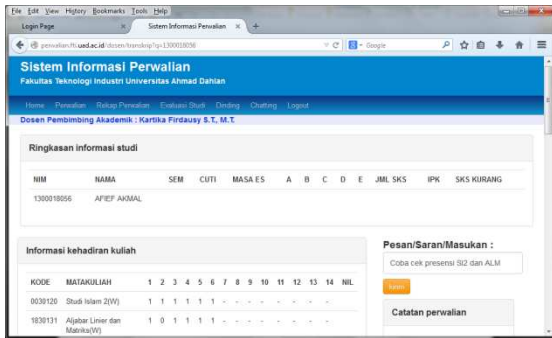 File Edit View History Bookmarks Tools Help
Login Page × Sistem Informasi Perwalian × +
perwalian.fti.uad.ac.id/dosen/transkrip?q=1300018056 Google
Sistem Informasi Perwalian
Fakultas Teknologi Industri Universitas Ahmad Dahlan
Home Perwalian Rekap Perwalian Evaluasi Studi Dinding Chatting Logout
Dosen Pembimbing Akademik : Kartika Firdausy S.T., M.T.
Ringkasan informasi studi
NIM NAMA SEM CUTI MASA ES A B C D E JML SKS IPK SKS KURANG
1300018056 AFIEF AKMAL
Informasi kehadiran kuliah
KODE MATAKULIAH 1 2 3 4 5 6 7 8 9 10 11 12 13 14 NIL
0030120 Studi Islam 2(W) 1 1 1 1 1 1 - - - - - - - -
1830131 Aljabar Linier dan Matriks(W) 1 0 1 1 1 1 - - - - - - - -
Pesan/Saran/Masukan :
Coba cek presensi SI2 dan ALM
Catatan perwalian